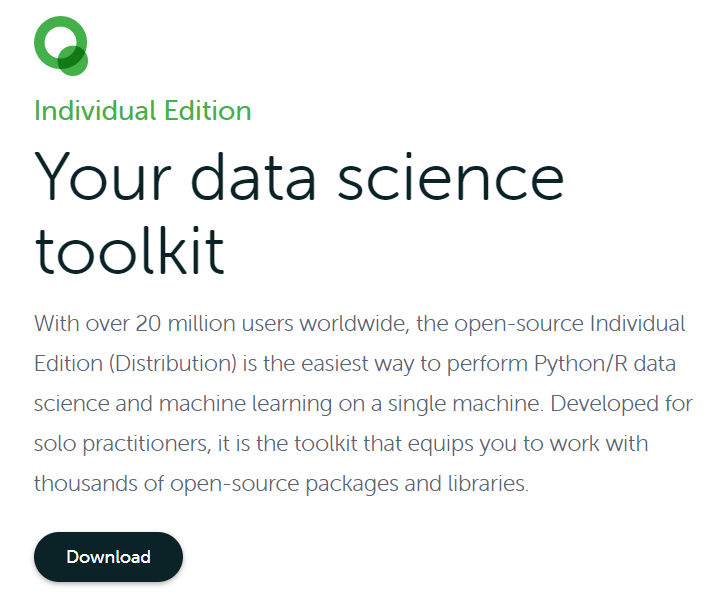 Individual Edition
Your data science
toolkit
With over 20 million users worldwide, the open-source Individual
Edition (Distribution) is the easiest way to perform Python/R data
science and machine learning on a single machine. Developed for
solo practitioners, it is the toolkit that equips you to work with
thousands of open-source packages and libraries.
Download